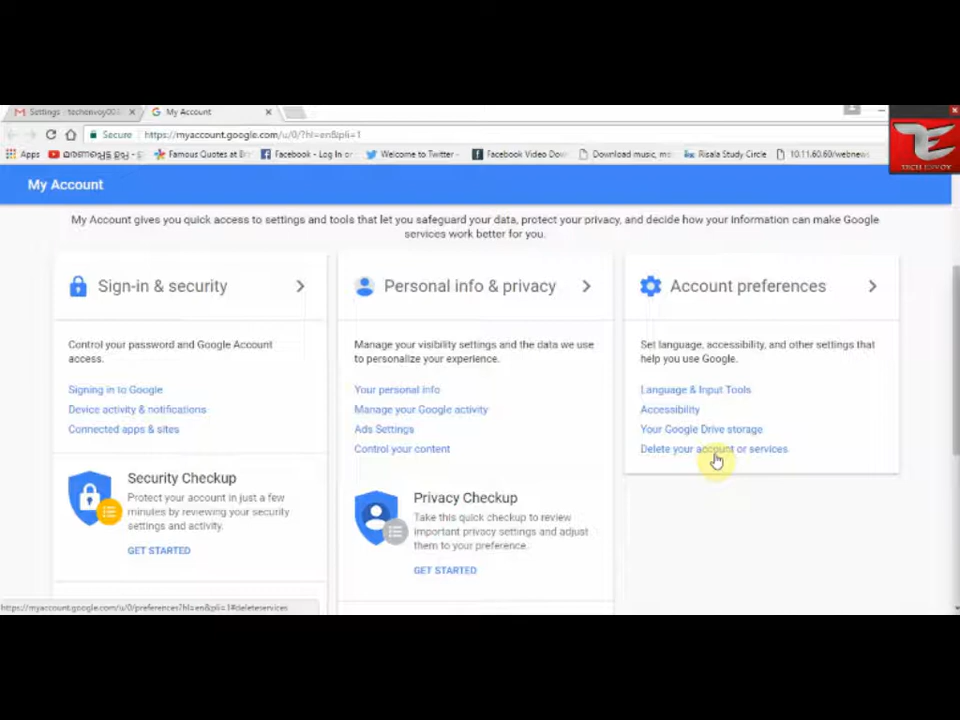 Settings - techenvoy001
My Account
Secure https://myaccount.google.com/u/0/?hl=en&pli=1
Apps
Famous Quotes at Br
Facebook - Log In or
Welcome to Twitter -
Facebook Video Dow
Download music, mo
Risala Study Circle
10.11.60.60/webnew
TECH ENVOY
My Account
My Account gives you quick access to settings and tools that let you safeguard your data, protect your privacy, and decide how your information can make Google
services work better for you.
Sign-in & security
Control your password and Google Account
access.
Signing in to Google
Device activity & notifications
Connected apps & sites
Security Checkup
Protect your account in just a few
minutes by reviewing your security
settings and activity.
GET STARTED
Personal info & privacy
Manage your visibility settings and the data we use
to personalize your experience.
Your personal info
Manage your Google activity
Ads Settings
Control your content
Privacy Checkup
Take this quick checkup to review
important privacy settings and adjust
them to your preference.
GET STARTED
Account preferences
Set language, accessibility, and other settings that
help you use Google.
Language & Input Tools
Accessibility
Your Google Drive storage
Delete your account or services
https://myaccount.google.com/u/0/preferences?hl=en&pli=1#deleteservices